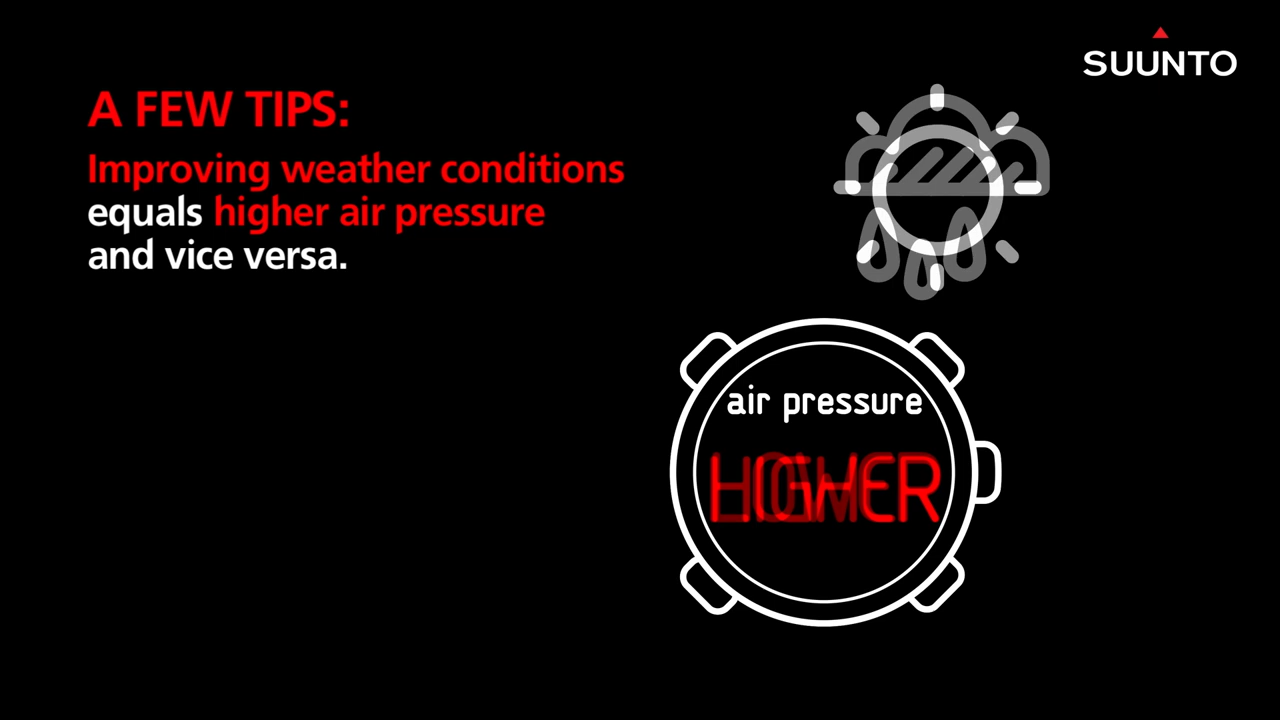 SUUNTO
A FEW TIPS:
Improving weather conditions
equals higher air pressure
and vice versa.
air pressure